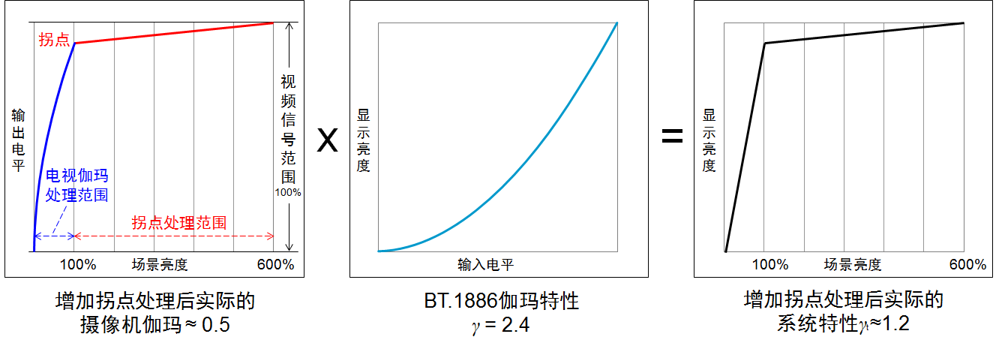 拐点
输出电平
视频信号范围
100%
电视伽玛
处理范围
拐点处理范围
100%
场景亮度
600%
增加拐点处理后实际的
摄像机伽玛≈ 0.5
x
显示亮度
输入电平
BT.1886伽玛特性
γ = 2.4
=
显示亮度
100%
场景亮度
600%
增加拐点处理后实际的
系统特性γt≈1.2